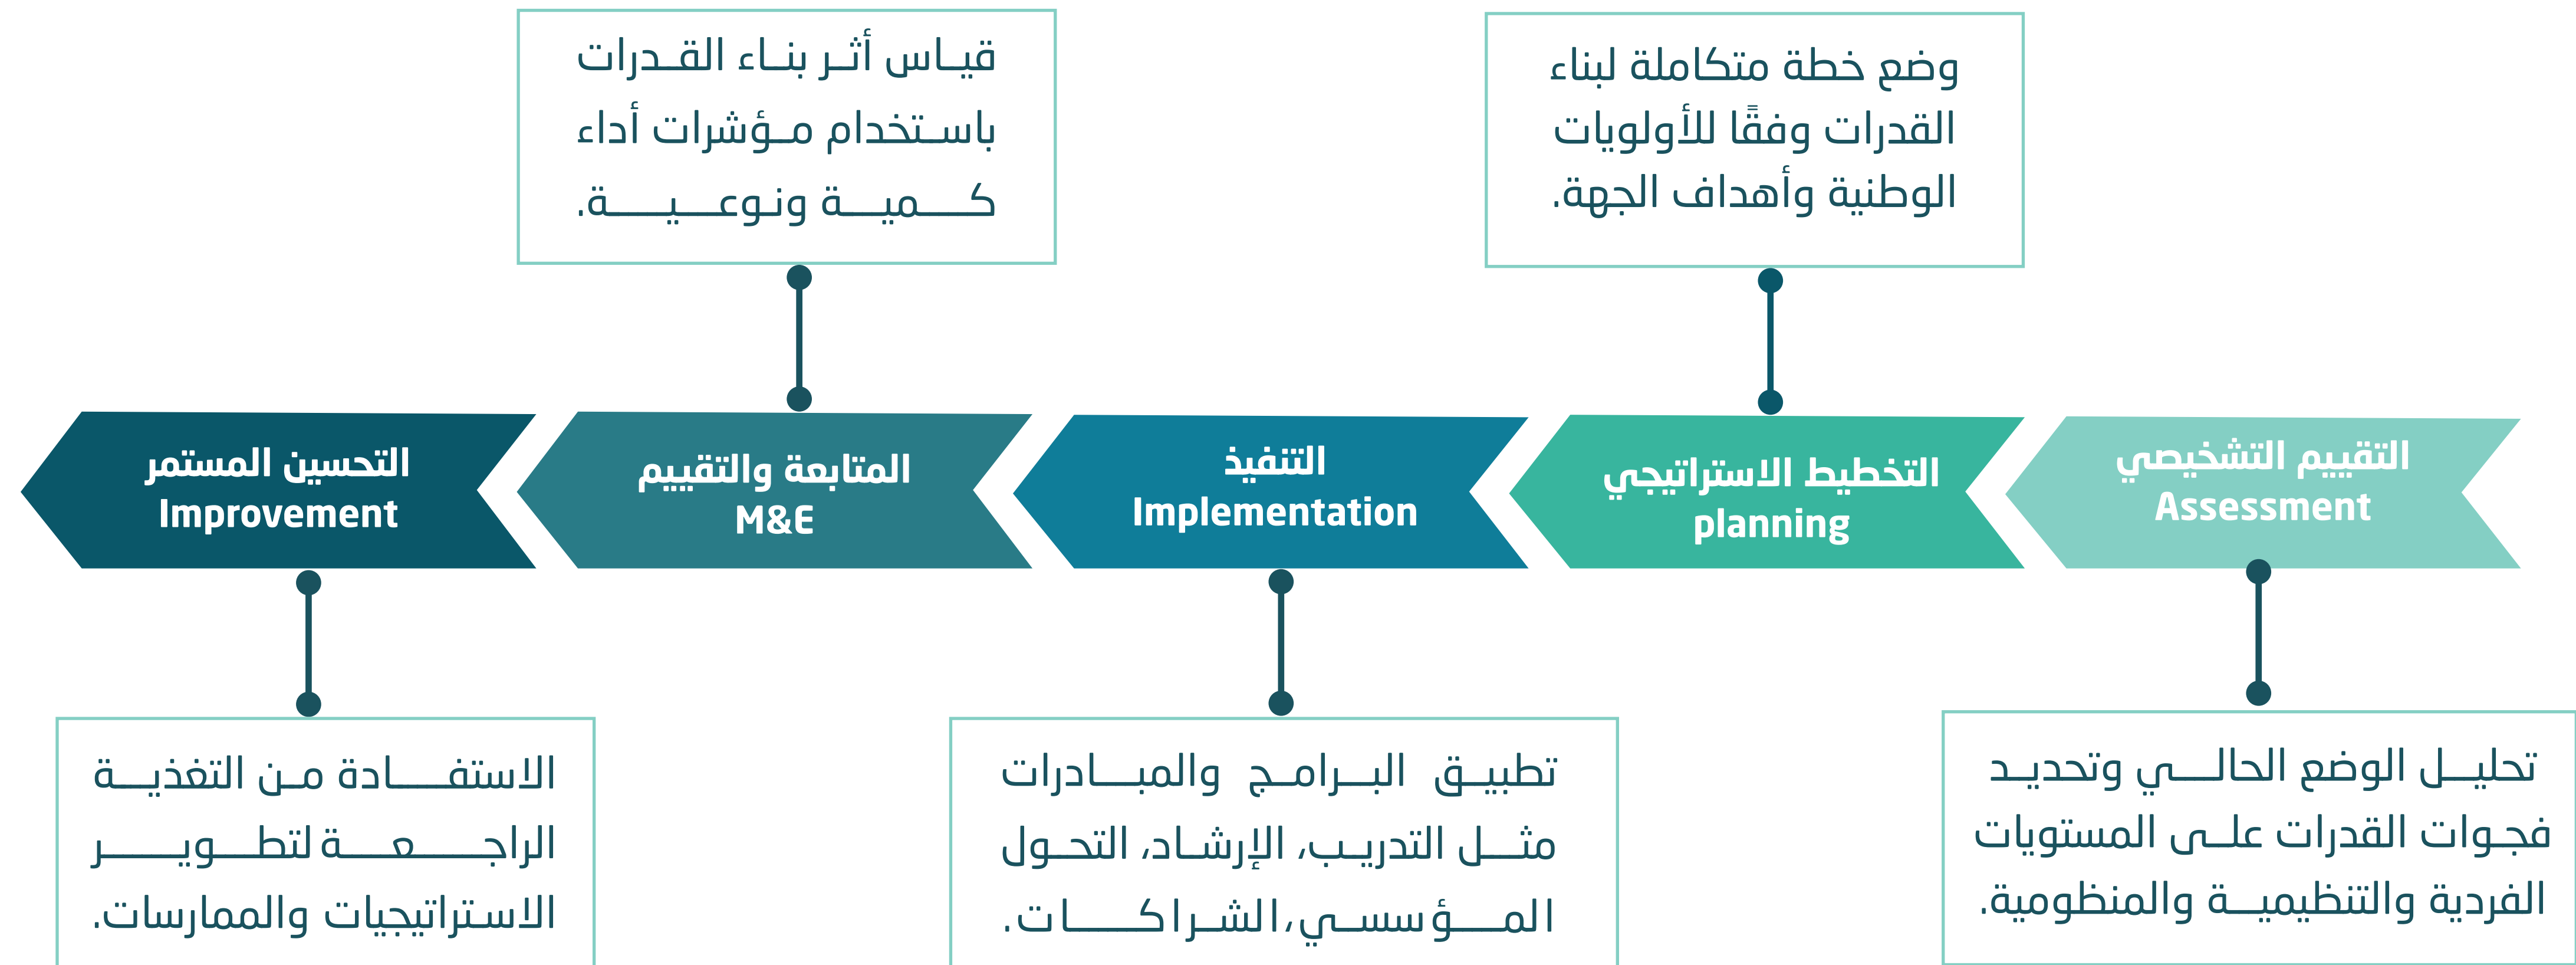 التقييم التشخيصي
Assessment
تحليل الوضع الحالي وتحديد
فجوات القدرات على المستويات
الفردية والتنظيمية والمنظومية.
التخطيط الاستراتيجي
planning
وضع خطة متكاملة لبناء
القدرات وفقًا للأولويات
الوطنية وأهداف الجهة.
التنفيذ
Implementation
تطبيق البرامج والمبادرات
مثل التدريب، الإرشاد، التحول
المؤسسي،الشراكات.
المتابعة والتقييم
M&E
قياس أثر بناء القدرات
باستخدام مؤشرات أداء
كمية ونوعية.
التحسين المستمر
Improvement
الاستفادة من التغذية
الراجعة لتطوير
الاستراتيجيات والممارسات.